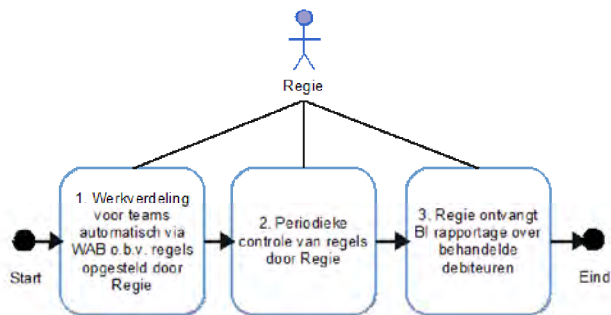 Regie
1. Werkverdeling
voor teams
automatisch via
WAB o.b.v. regels
opgesteld door
Regie
2. Periodieke
controle van regels
door Regie
3. Regie ontvangt
BI rapportage over
behandelde
debiteuren
Start
Eind